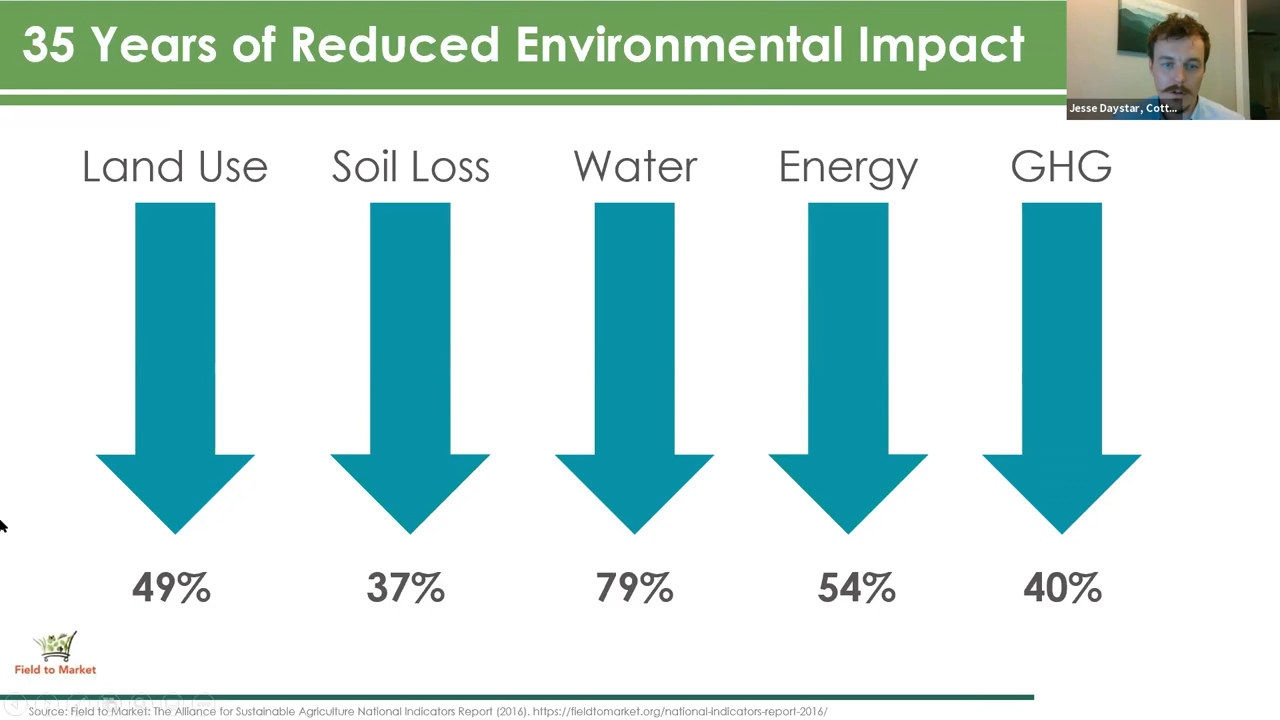 35 Years of Reduced Environmental Impact
Jesse Daystar, Cott...
Land Use Soil Loss Water Energy GHG
49% 37% 79% 54% 40%
Field to Market
Source: Field to Market: The Alliance for Sustainable Agriculture National Indicators Report (2016). https://fieldtomarket.org/national-indicators-report-2016/